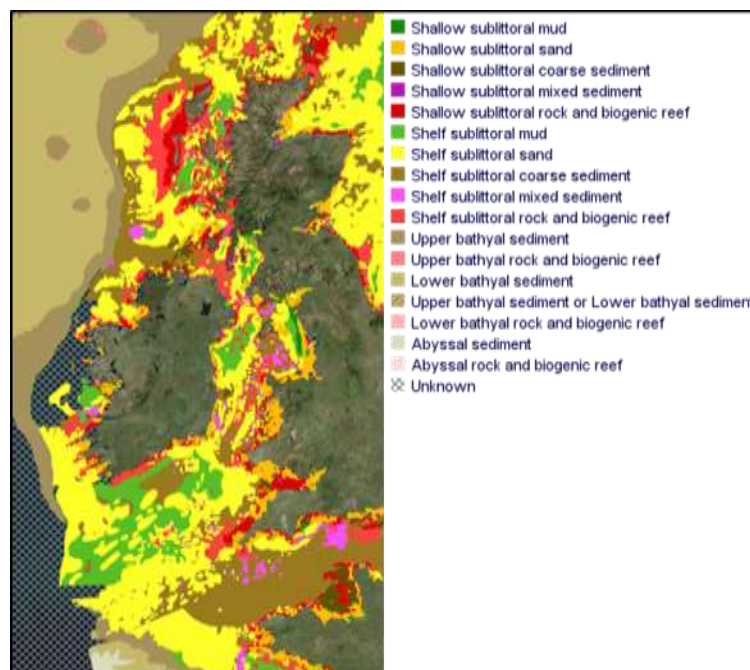 Shallow sublittoral mud
Shallow sublittoral sand
Shallow sublittoral coarse sediment
Shallow sublittoral mixed sediment
Shallow sublittoral rock and biogenic reef
Shelf sublittoral mud
Shelf sublittoral sand
Shelf sublittoral coarse sediment
Shelf sublittoral mixed sediment
Shelf sublittoral rock and biogenic reef
Upper bathyal sediment
Upper bathyal rock and biogenic reef
Lower bathyal sediment
Upper bathyal sediment or Lower bathyal sedimen
Lower bathyal rock and biogenic reef
Abyssal sediment
Abyssal rock and biogenic reef
Unknown